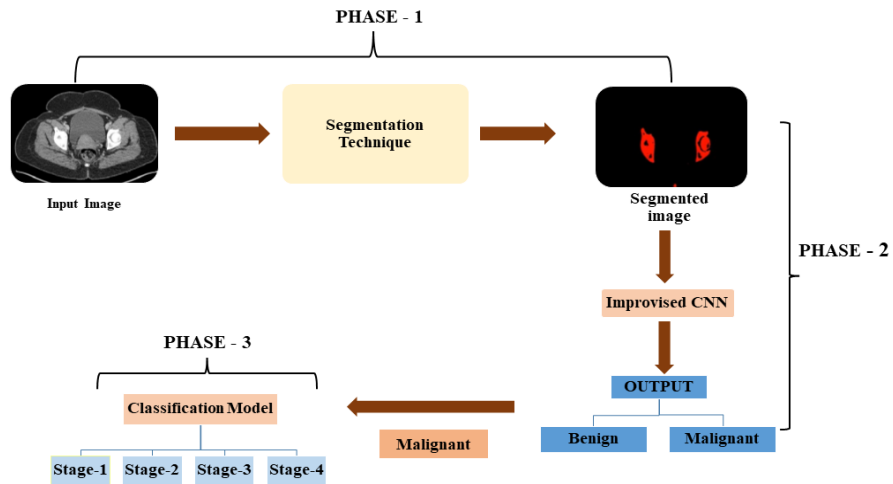 PHASE - 1
Segmentation
Technique
Input Image
Segmented
image
PHASE - 2
Improvised CNN
OUTPUT
Benign
Malignant
Malignant
PHASE - 3
Classification Model
Stage-1
Stage-2
Stage-3
Stage-4